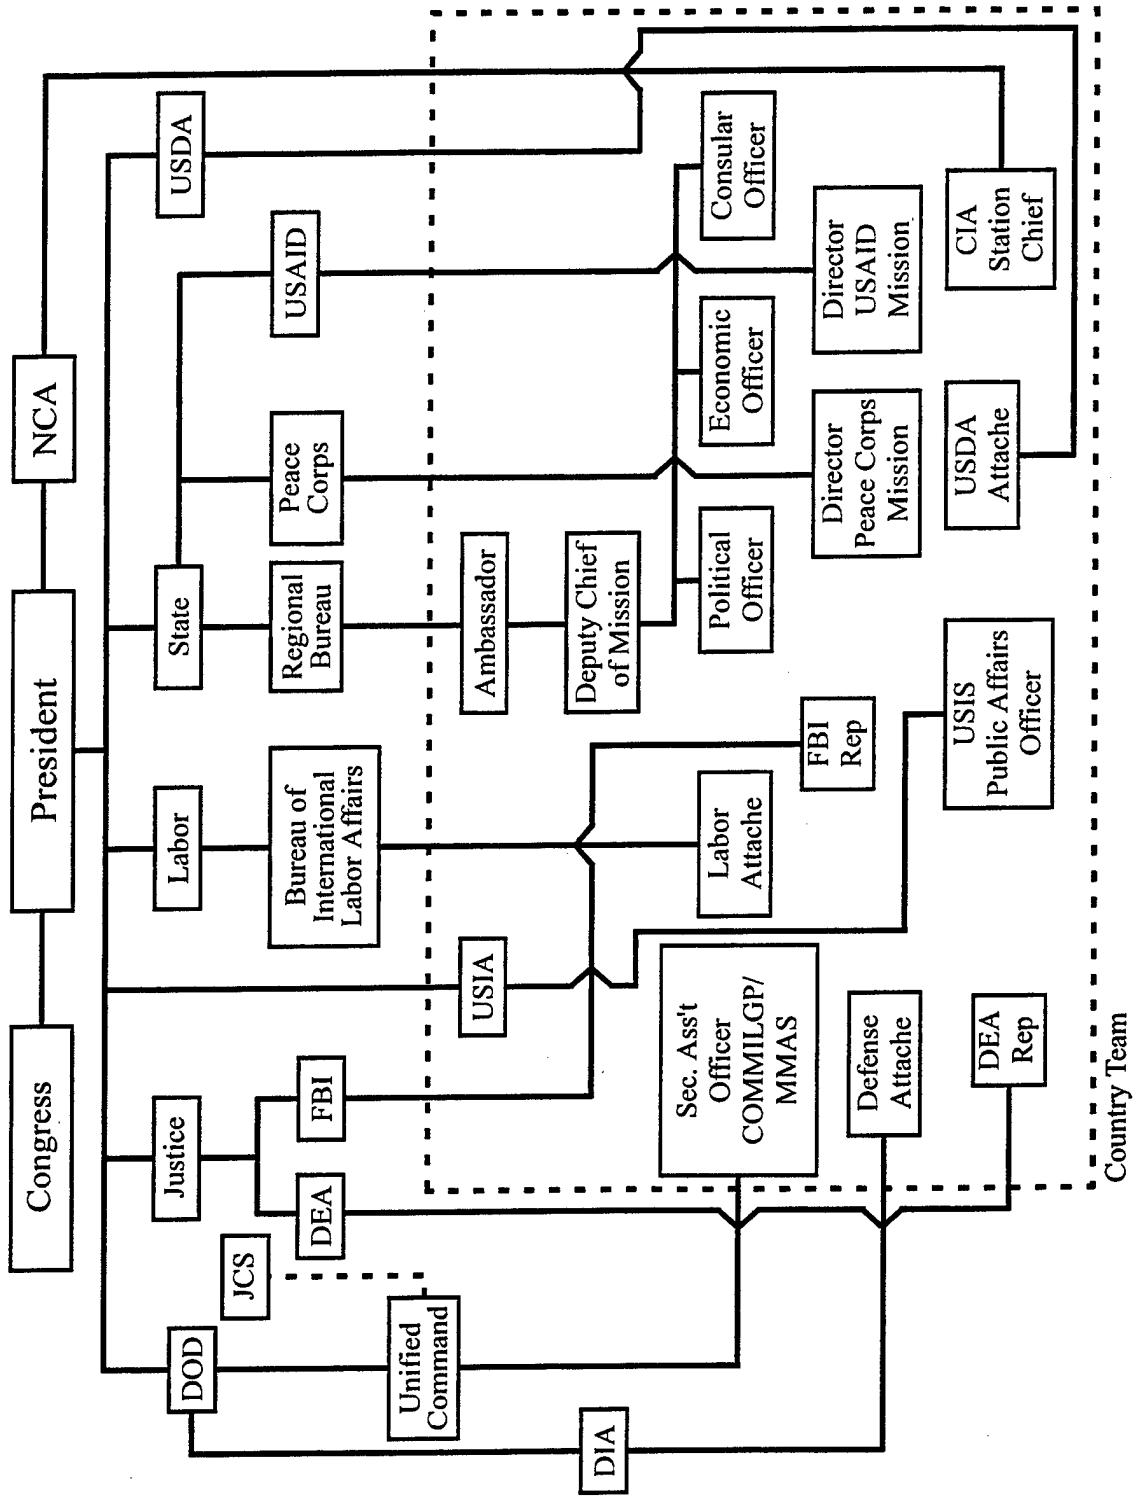 Congress
President
NCA
DOD
JCS
Justice
Labor
State
USDA
DIA
Unified
Command
DEA
FBI
Bureau of
International
Labor Affairs
Regional
Bureau
Peace
Corps
USAID
USIA
Ambassador
Deputy Chief
of Mission
Sec. Ass't
Officer
COMMILGP/
MMAS
Labor
Attache
Political
Officer
Economic
Officer
Consular
Officer
Defense
Attache
FBI
Rep
Director
Peace Corps
Mission
Director
USAID
Mission
DEA
Rep
USIS
Public Affairs
Officer
USDA
Attache
CIA
Station
Chief
Country Team